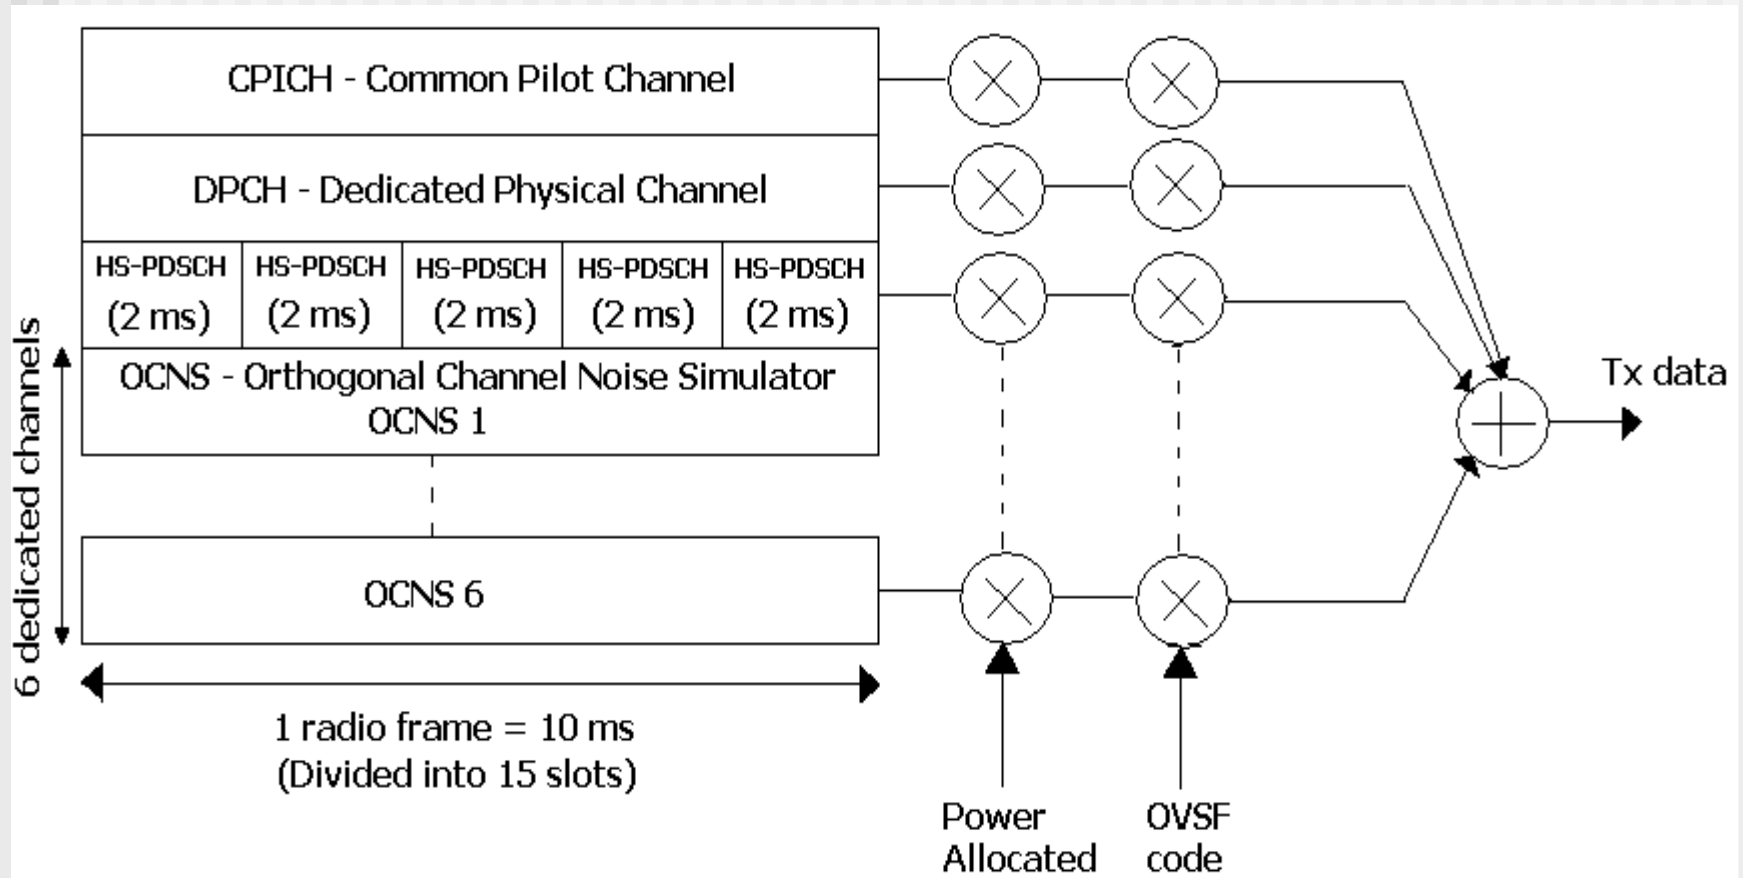 CPICH - Common Pilot Channel
DPCH - Dedicated Physical Channel
HS-PDSCH
(2 ms)
HS-PDSCH
(2 ms)
HS-PDSCH
(2 ms)
HS-PDSCH
(2 ms)
HS-PDSCH
(2 ms)
OCNS - Orthogonal Channel Noise Simulator
OCNS 1
OCNS 6
6 dedicated channels
1 radio frame = 10 ms
(Divided into 15 slots)
Power
Allocated
OVSF
code
Tx data